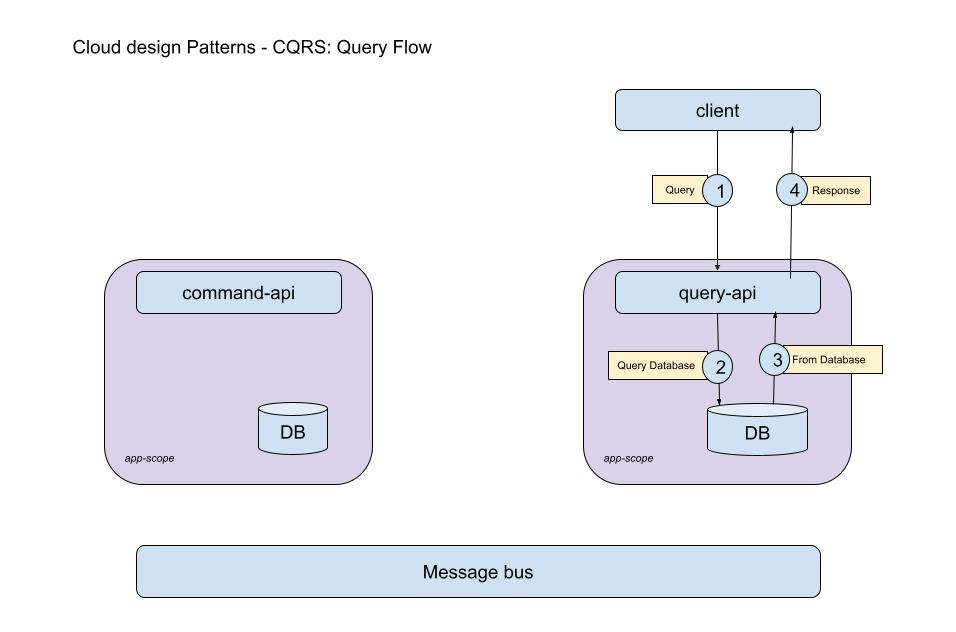 Cloud design Patterns - CQRS: Query Flow
client
Query
1
4
Response
command-api
query-api
Query Database
2
3
From Database
DB
DB
app-scope
app-scope
Message bus